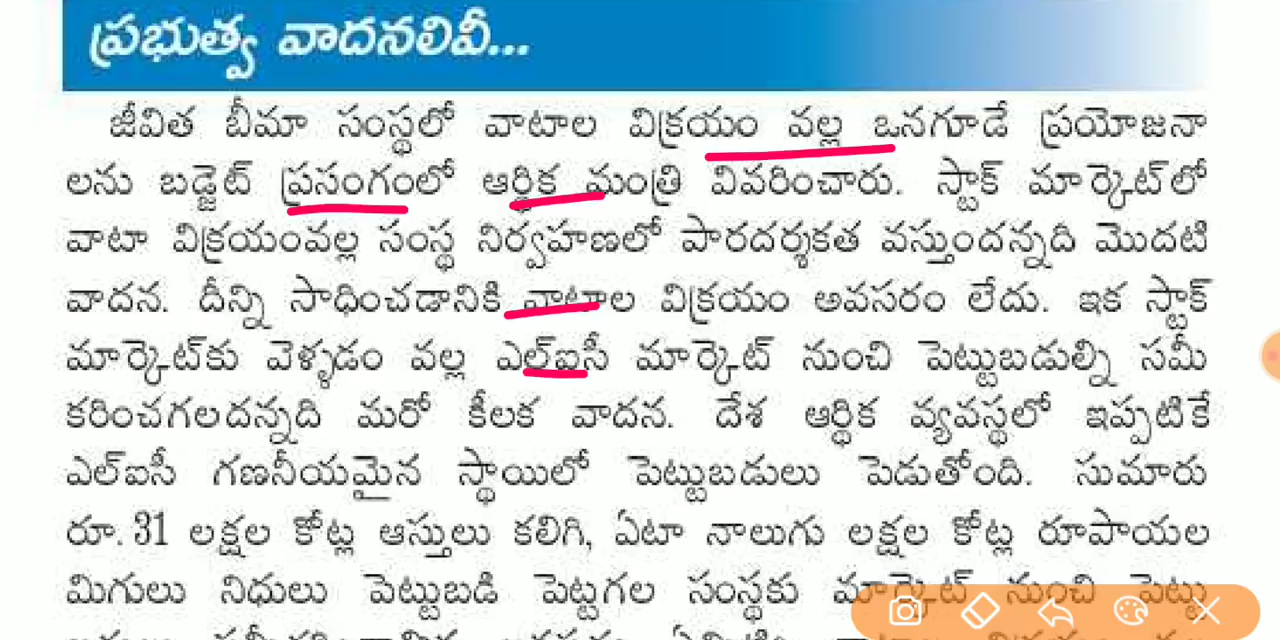 ప్రభుత్వ వాదనలివీ...
జీవిత బీమా సంస్థలో వాటాల విక్రయం వల్ల ఒనగూడే ప్రయోజనా
లను బడ్జెట్ ప్రసంగంలో ఆర్థిక మంత్రి వివరించారు. స్టాక్ మార్కెట్‌లో
వాటా విక్రయంవల్ల సంస్థ నిర్వహణలో పారదర్శకత వస్తుందన్నది మొదటి
వాదన. దీన్ని సాధించడానికి వాటాల విక్రయం అవసరం లేదు. ఇక స్టాక్
మార్కెట్‌కు వెళ్ళడం వల్ల ఎల్ఐసీ మార్కెట్ నుంచి పెట్టుబడుల్ని సమీ
కరించగలదన్నది మరో కీలక వాదన. దేశ ఆర్థిక వ్యవస్థలో ఇప్పటికే
ఎల్ఐసీ గణనీయమైన స్థాయిలో పెట్టుబడులు పెడుతోంది. సుమారు
రూ. 31 లక్షల కోట్ల ఆస్తులు కలిగి, ఏటా నాలుగు లక్షల కోట్ల రూపాయల
మిగులు నిధులు పెట్టుబడి పెట్టగల సంస్థకు మార్కెట్ నుంచి పెట్టు